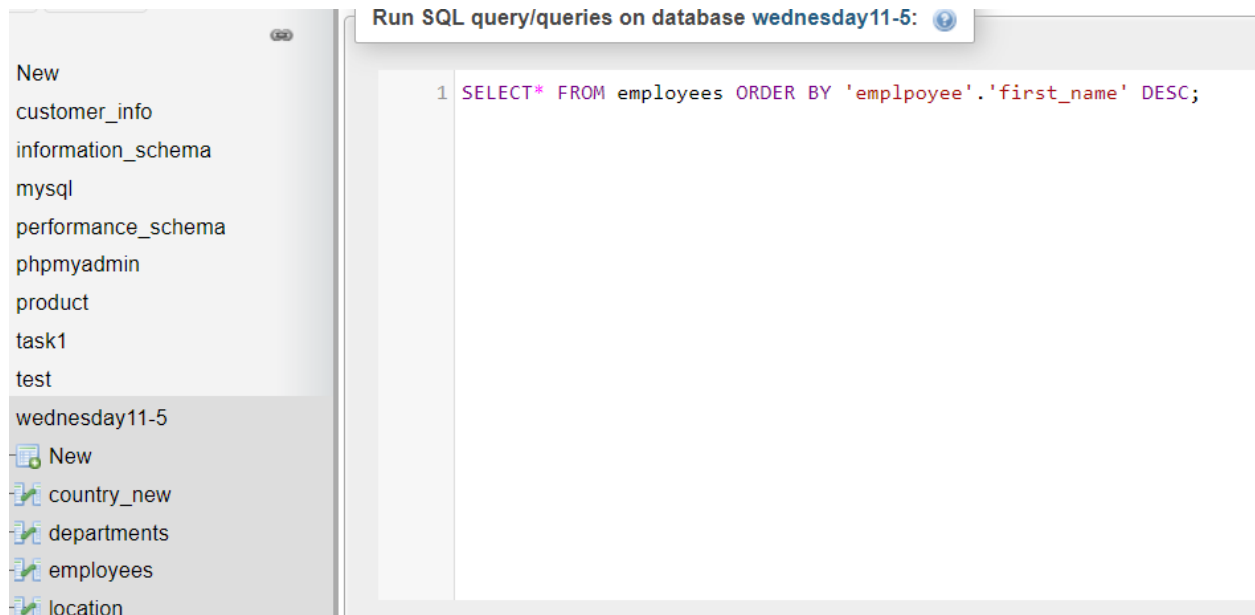 Run SQL query/queries on database wednesday11-5:
New
customer_info
information_schema
mysql
performance_schema
phpmyadmin
product
task1
test
wednesday11-5
New
country_new
departments
employees
location
1 SELECT* FROM employees ORDER BY 'emplpoyee'.'first_name' DESC;